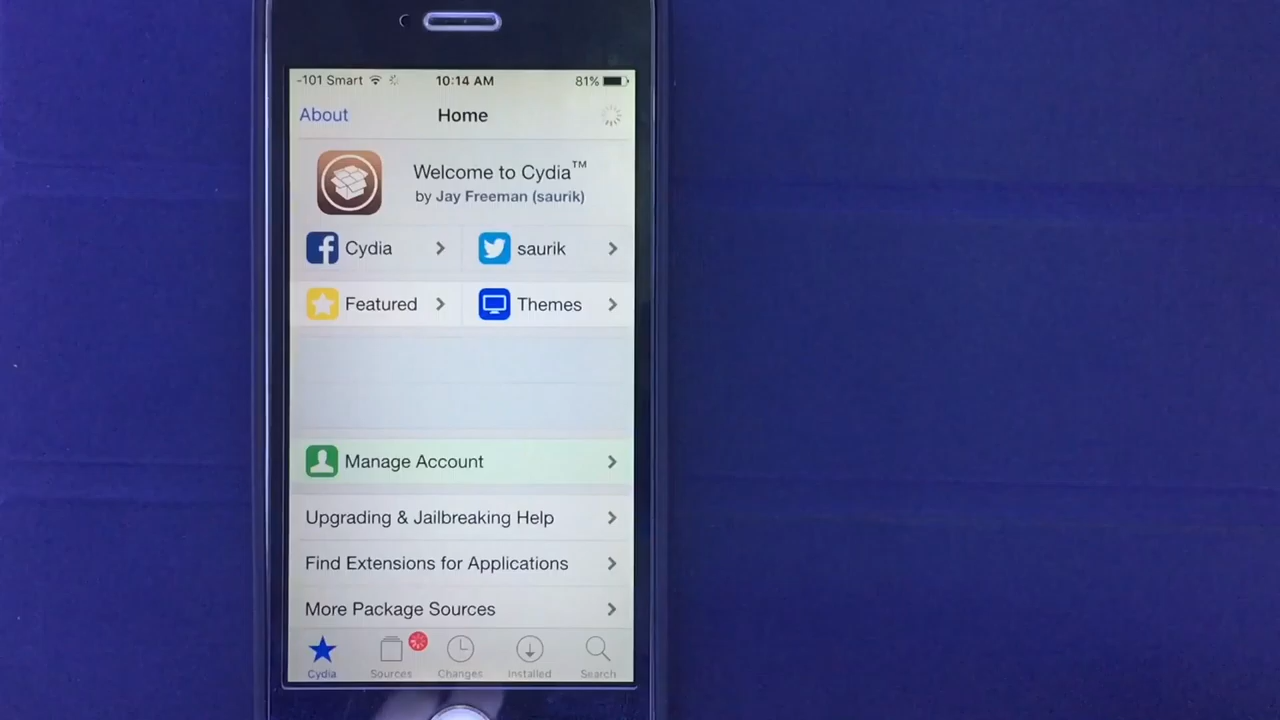 -101 Smart 10:14 AM 81%
About Home
Welcome to Cydia™
by Jay Freeman (saurik)
Cydia saurik
Featured Themes
Manage Account
Upgrading & Jailbreaking Help
Find Extensions for Applications
More Package Sources
Cydia Sources Changes Installed Search